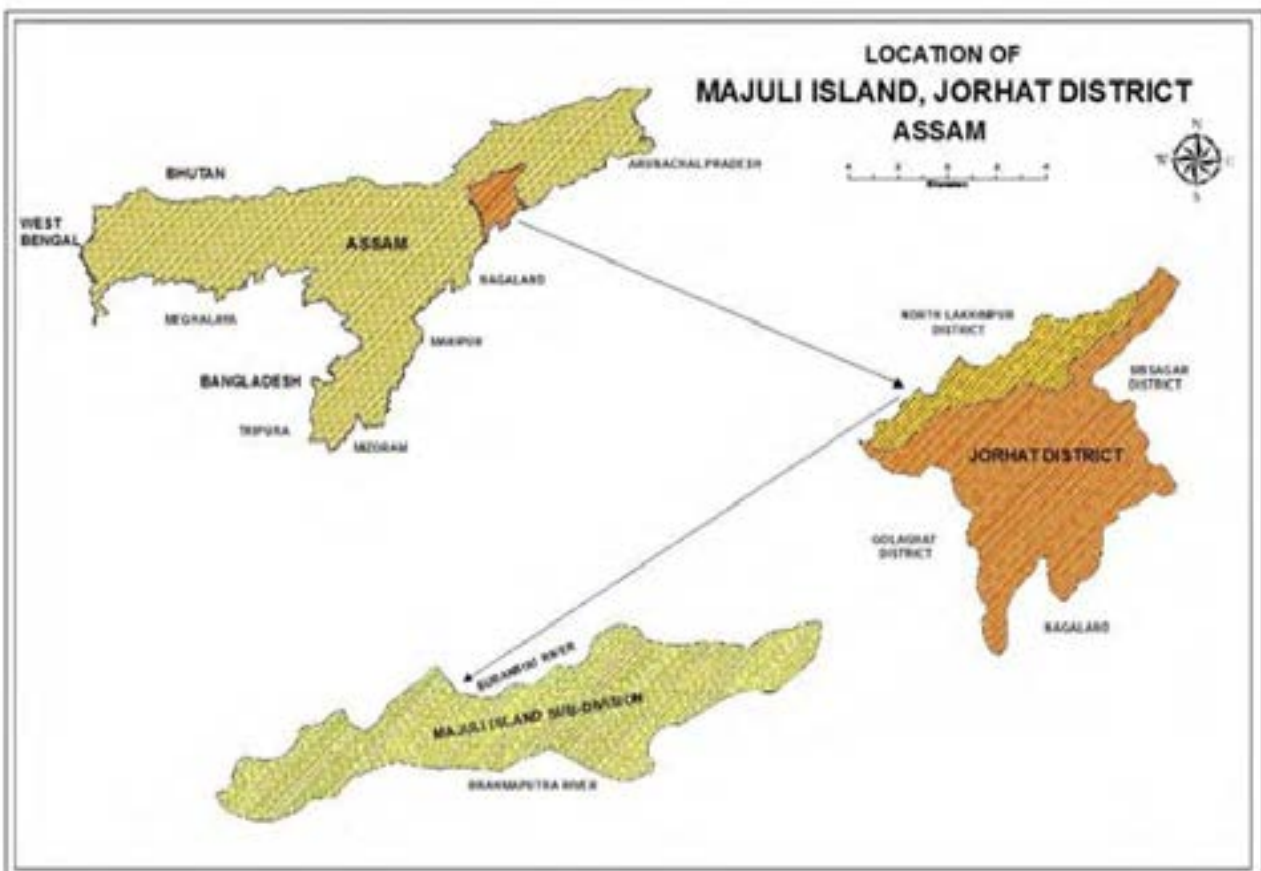 LOCATION OF
MAJULI ISLAND, JORHAT DISTRICT
ASSAM
N
W
E
S
ARUNACHAL PRADESH
BHUTAN
WEST
BENGAL
ASSAM
NAGALAND
MEGHALAYA
MANIPUR
BANGLADESH
TRIPURA
MIZORAM
NORTH LAKHIMPUR
DISTRICT
SIBSAGAR
DISTRICT
JORHAT DISTRICT
GOLAGHAT
DISTRICT
NAGALAND
RIVER
MAJULI ISLAND SUB-DIVISION
BRAHMAPUTRA RIVER